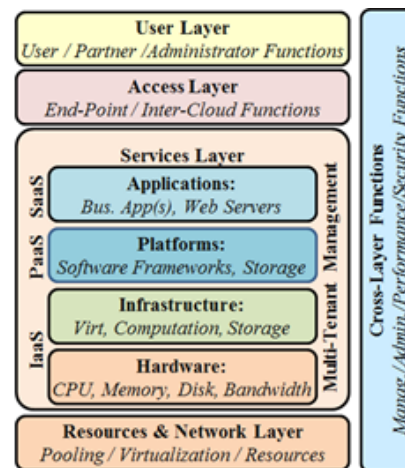 User Layer
User / Partner /Administrator Functions
Access Layer
End-Point / Inter-Cloud Functions
Services Layer
SaaS
Applications:
Bus. App(s), Web Servers
PaaS
Platforms:
Software Frameworks, Storage
IaaS
Infrastructure:
Virt, Computation, Storage
Hardware:
CPU, Memory, Disk, Bandwidth
Multi-Tenant Management
Resources & Network Layer
Pooling / Virtualization / Resources
Cross-Layer Functions
Manag./Admin/Performance/Security Functions